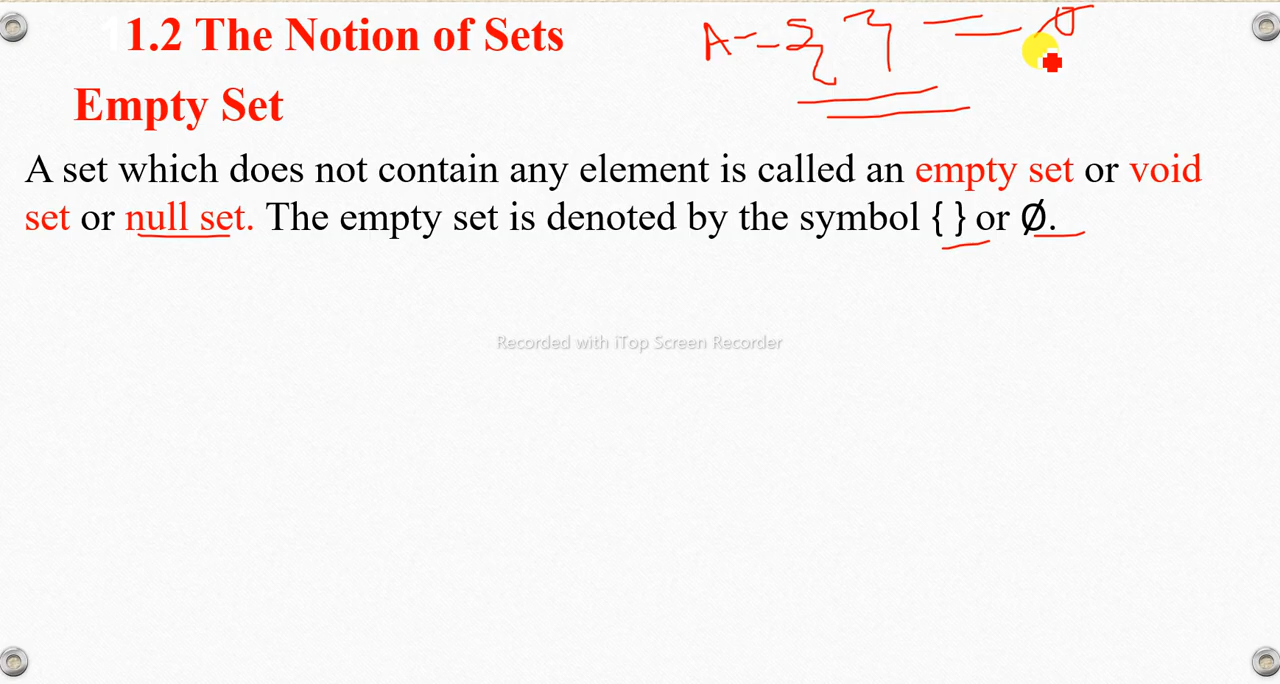 1.2 The Notion of Sets
A = { } = Ø
Empty Set
A set which does not contain any element is called an empty set or void
set or null set. The empty set is denoted by the symbol { } or Ø.
Recorded with iTop Screen Recorder